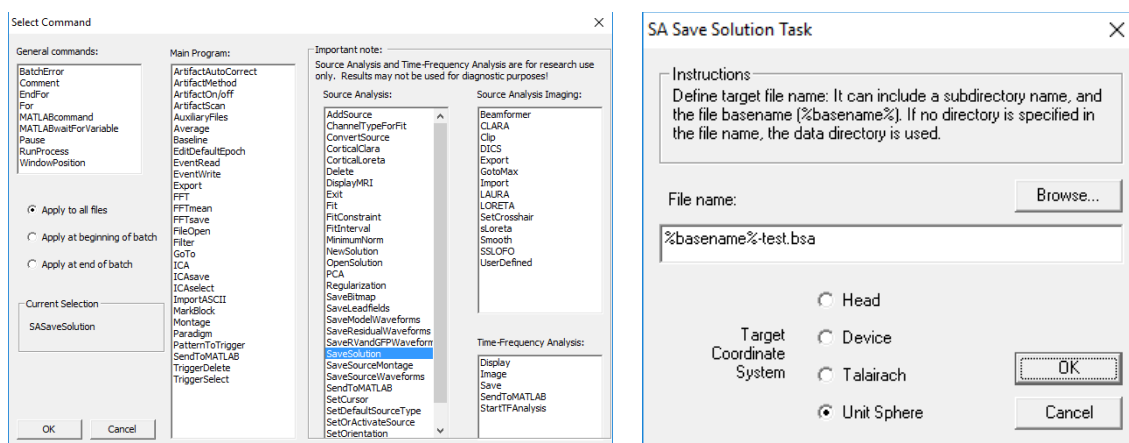 Select Command
General commands:
BatchError
Comment
EndFor
For
MATLABcommand
MATLABwaitForVariable
Pause
RunProcess
WindowPosition
Apply to all files
Apply at beginning of batch
Apply at end of batch
Current Selection
SASaveSolution
OK
Cancel
Main Program:
ArtifactAutoCorrect
ArtifactMethod
ArtifactOn/off
ArtifactScan
AuxiliaryFiles
Average
Baseline
EditDefaultEpoch
EventRead
EventWrite
Export
FFT
FFTmean
FFTsave
FileOpen
Filter
GoTo
ICA
ICAsave
ICAselect
ImportASCII
MarkBlock
Montage
Paradigm
PatternToTrigger
SendToMATLAB
TriggerDelete
TriggerSelect
Important note:
Source Analysis and Time-Frequency Analysis are for research use
only. Results may not be used for diagnostic purposes!
Source Analysis:
AddSource
ChannelTypeForFit
ConvertSource
CorticalClara
CorticalLoreta
Delete
DisplayMRI
Exit
Fit
FitConstraint
FitInterval
MinimumNorm
NewSolution
OpenSolution
PCA
Regularization
SaveBitmap
SaveLeadfields
SaveModelWaveforms
SaveResidualWaveforms
SaveRVandGFPWaveform
SaveSolution
SaveSourceMontage
SaveSourceWaveforms
SendToMATLAB
SetCursor
SetDefaultSourceType
SetOrActivateSource
SetOrientation
Source Analysis Imaging:
Beamformer
CLARA
Clip
DICS
Export
GotoMax
Import
LAURA
LORETA
SetCrosshair
sLoreta
Smooth
SSLOFO
UserDefined
Time-Frequency Analysis:
Display
Image
Save
SendToMATLAB
StartTFAnalysis
SA Save Solution Task
Instructions
Define target file name: It can include a subdirectory name, and
the file basename (%basename%). If no directory is specified in
the file name, the data directory is used.
File name:
Browse...
%basename%-test.bsa
Target
Coordinate
System
Head
Device
Talairach
Unit Sphere
OK
Cancel